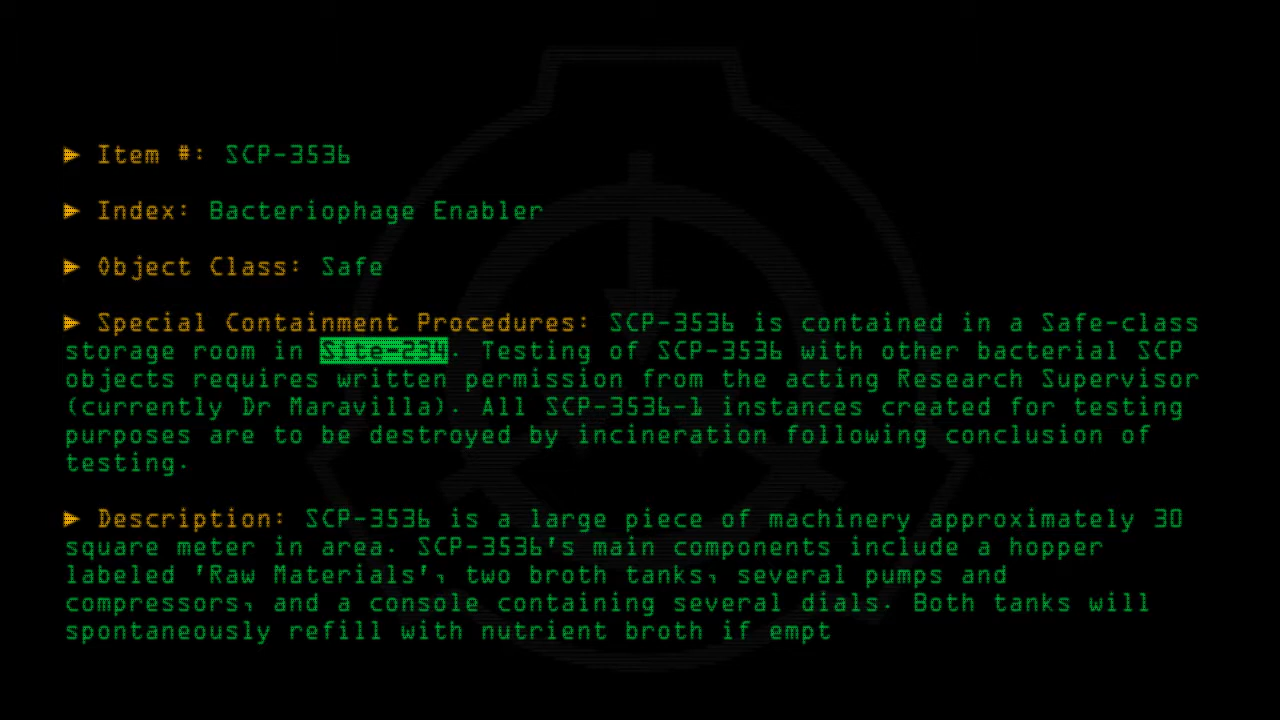 ► Item #: SCP-3536
► Index: Bacteriophage Enabler
► Object Class: Safe
► Special Containment Procedures: SCP-3536 is contained in a Safe-class
storage room in Site-234. Testing of SCP-3536 with other bacterial SCP
objects requires written permission from the acting Research Supervisor
(currently Dr Maravilla). All SCP-3536-1 instances created for testing
purposes are to be destroyed by incineration following conclusion of
testing.
► Description: SCP-3536 is a large piece of machinery approximately 30
square meter in area. SCP-3536's main components include a hopper
labeled 'Raw Materials', two broth tanks, several pumps and
compressors, and a console containing several dials. Both tanks will
spontaneously refill with nutrient broth if empt